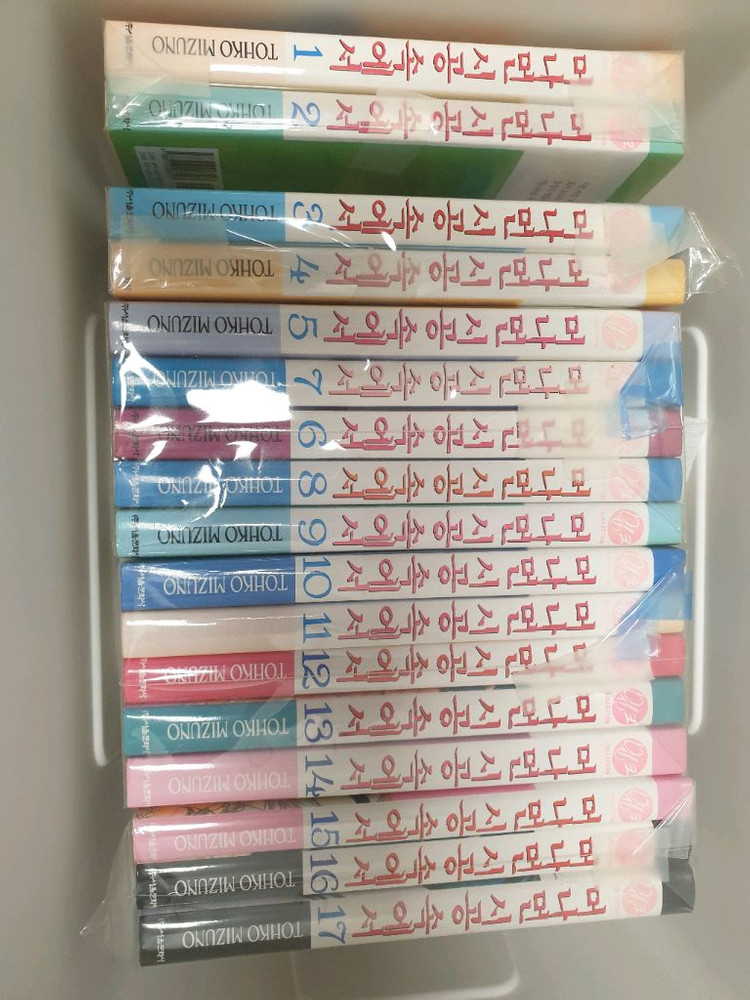 머나먼 시공 속에서 1 TOHKO MIZUNO
머나먼 시공 속에서 2 TOHKO MIZUNO
머나먼 시공 속에서 3 TOHKO MIZUNO
머나먼 시공 속에서 4 TOHKO MIZUNO
머나먼 시공 속에서 5 TOHKO MIZUNO
머나먼 시공 속에서 7 TOHKO MIZUNO
머나먼 시공 속에서 6 TOHKO MIZUNO
머나먼 시공 속에서 8 TOHKO MIZUNO
머나먼 시공 속에서 9 TOHKO MIZUNO
머나먼 시공 속에서 10 TOHKO MIZUNO
머나먼 시공 속에서 11
머나먼 시공 속에서 12 TOHKO MIZUNO
머나먼 시공 속에서 13 TOHKO MIZUNO
머나먼 시공 속에서 14 TOHKO MIZUNO
머나먼 시공 속에서 15 TOHKO MIZUNO
머나먼 시공 속에서 16 TOHKO MIZUNO
머나먼 시공 속에서 17 TOHKO MIZUNO